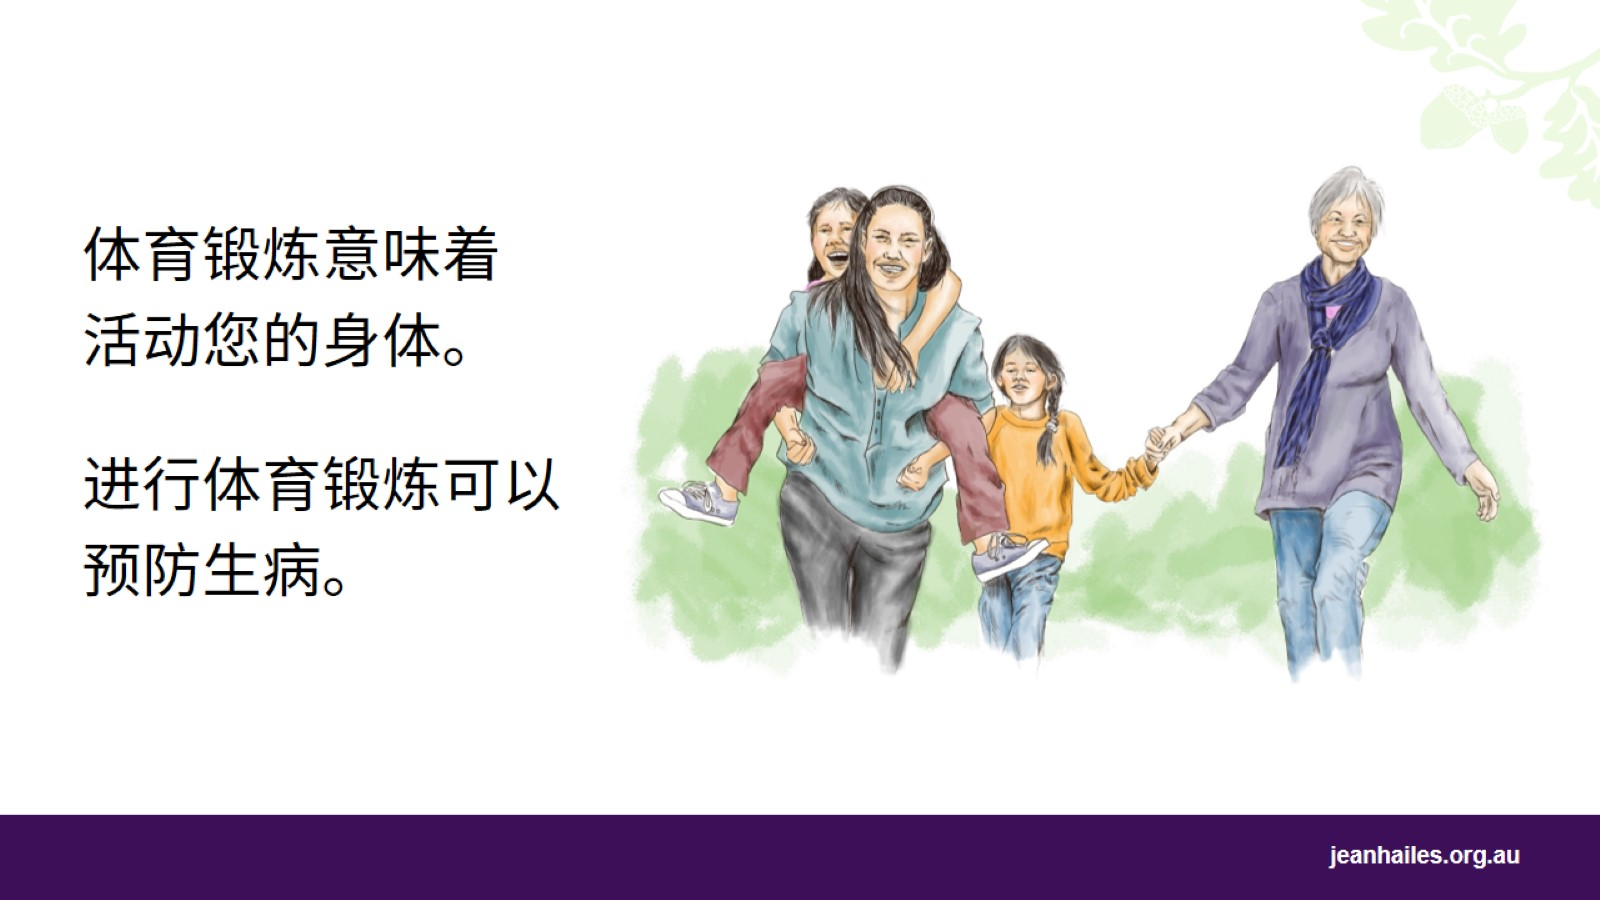 体育锻炼意味着
活动您的身体。
进行体育锻炼可以
预防生病。
jeanhailes.org.au